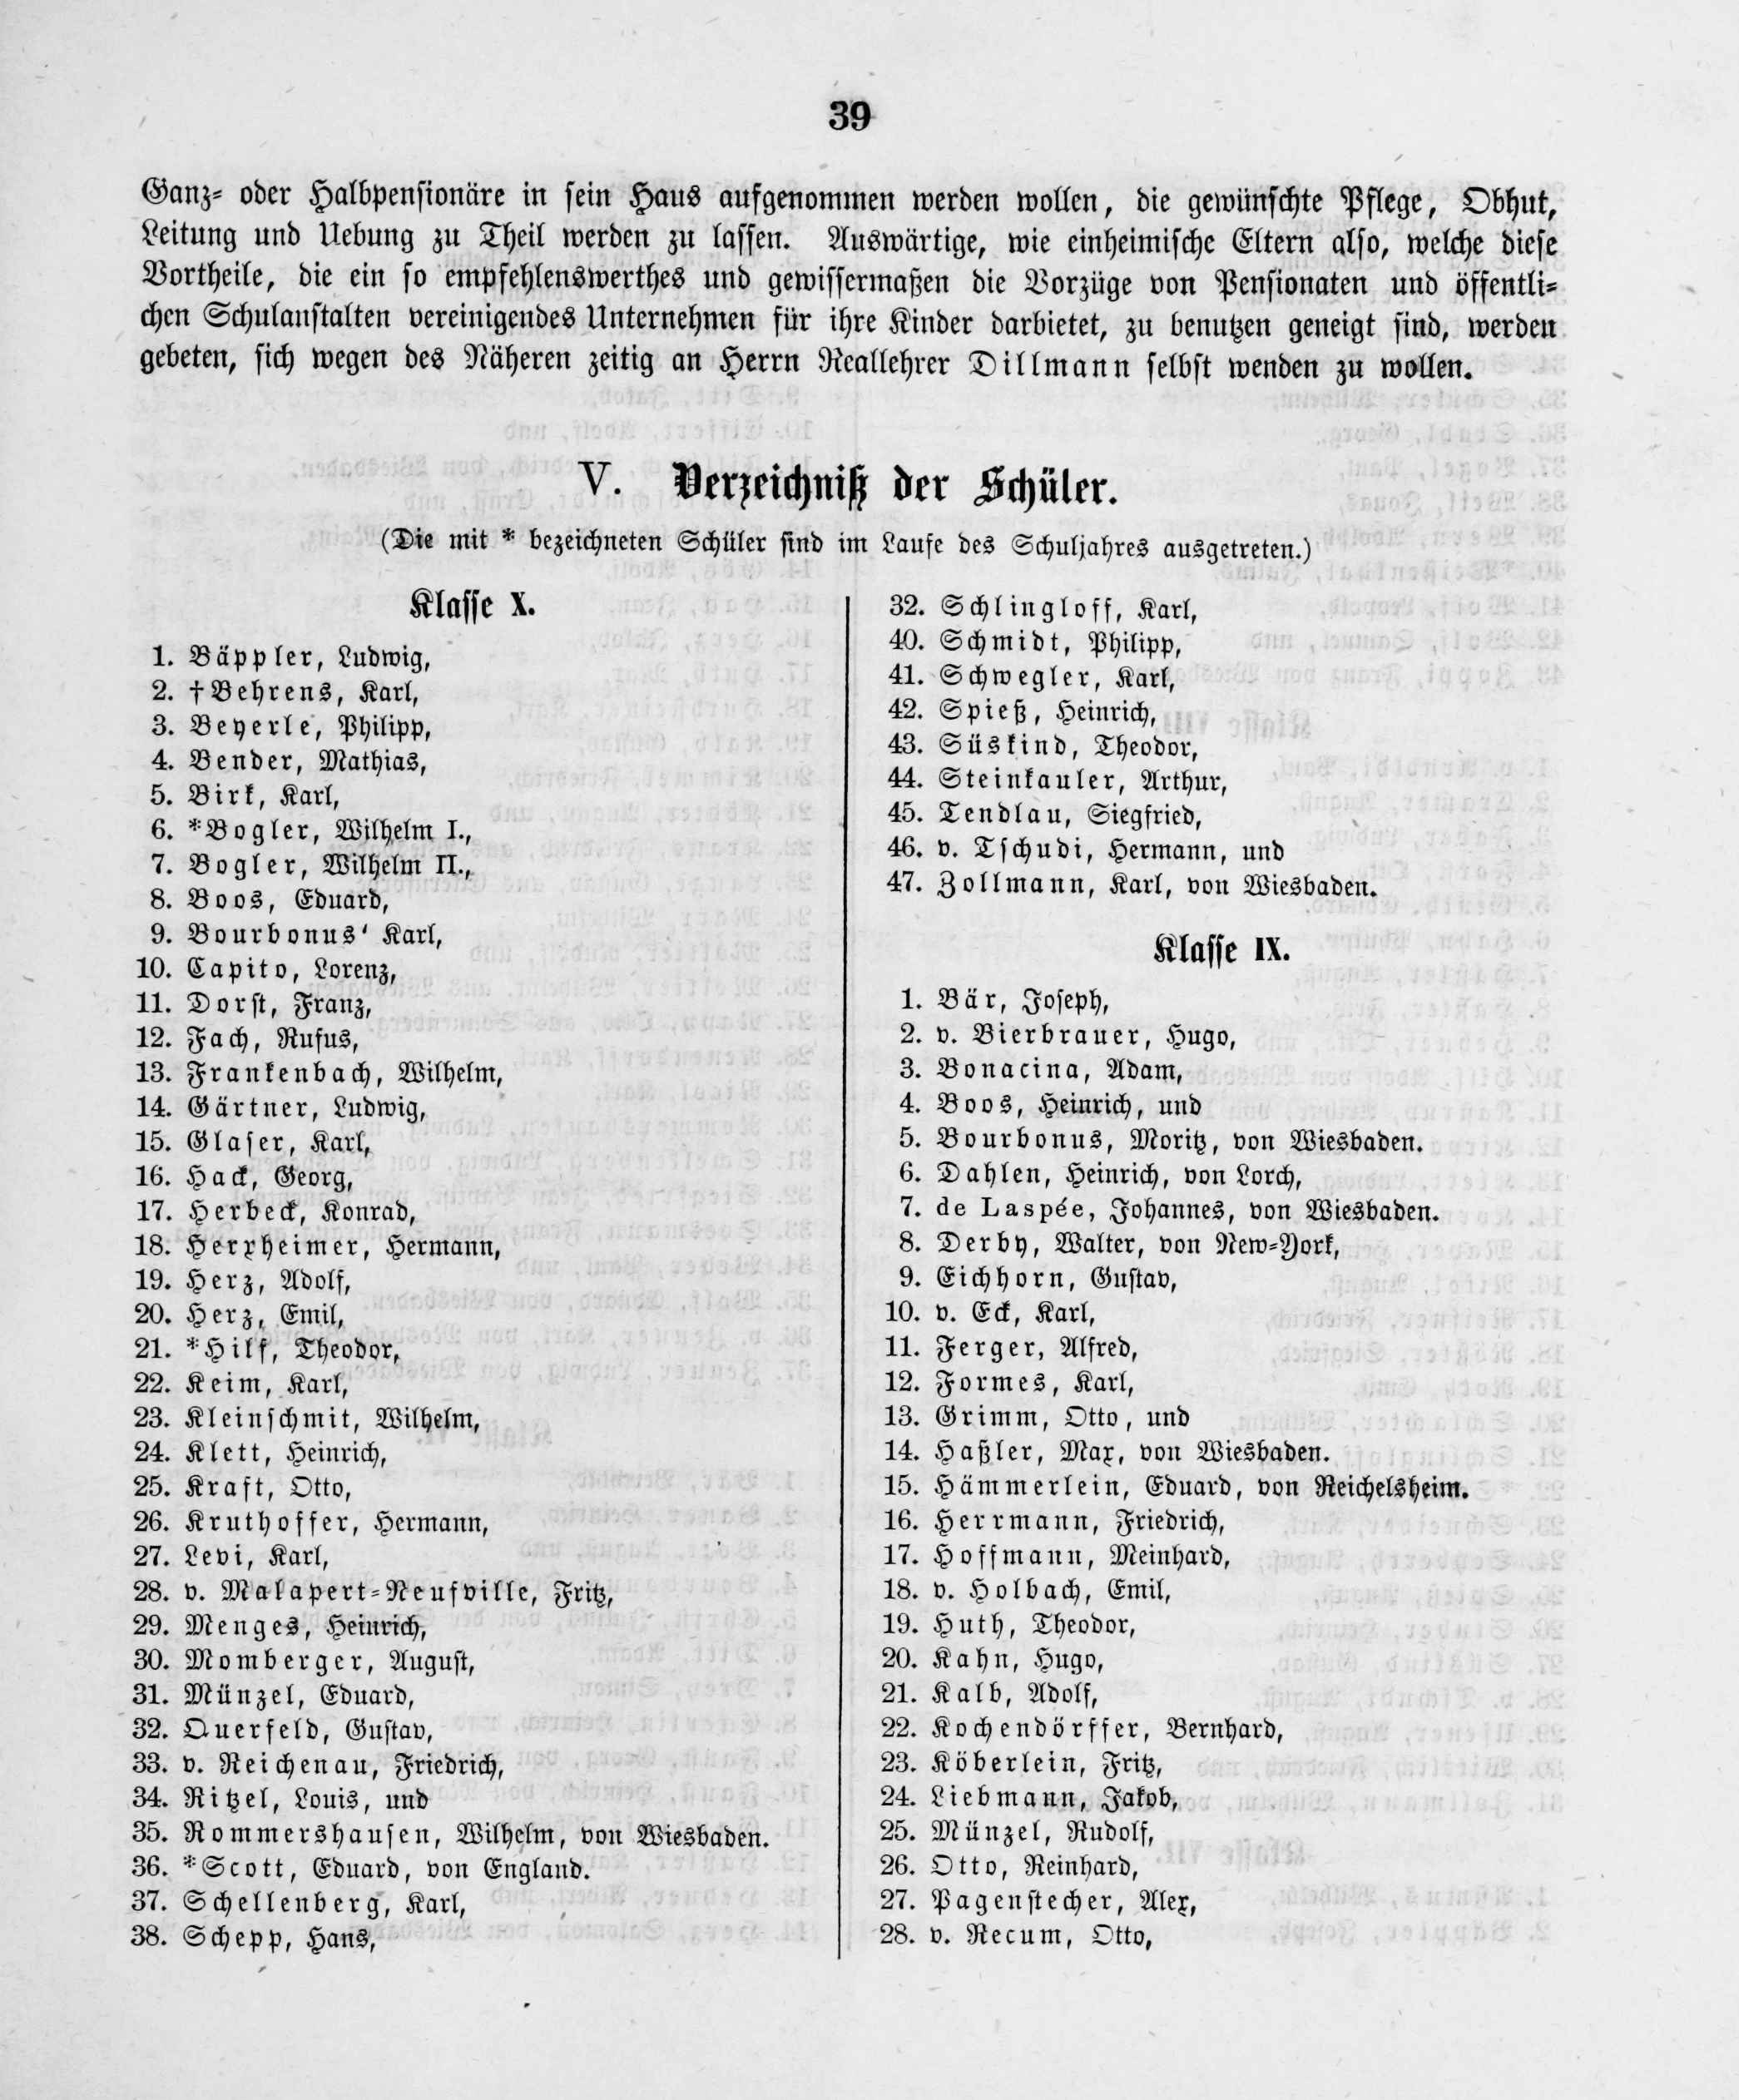 39
Ganz- oder Halbpensionäre in sein Haus aufgenommen werden wollen, die gewünschte Pflege, Obhut,
Leitung und Uebung zu Theil werden zu lassen. Auswärtige, wie einheimische Eltern also, welche diese
Vortheile, die ein so empfehlenswerthes und gewissermaßen die Vorzüge von Pensionaten und öffentli-
chen Schulanstalten vereinigendes Unternehmen für ihre Kinder darbietet, zu benutzen geneigt sind, werden
gebeten, sich wegen des Näheren zeitig an Herrn Reallehrer Dillmann selbst wenden zu wollen.
V. Verzeichniß der Schüler.
(Die mit * bezeichneten Schüler sind im Laufe des Schuljahres ausgetreten.)
Klasse X.
1. Bäppler, Ludwig,
2. †Behrens, Karl,
3. Beyerle, Philipp,
4. Bender, Mathias,
5. Birk, Karl,
6. *Bogler, Wilhelm I.,
7. Bogler, Wilhelm II.,
8. Boos, Eduard,
9. Bourbonus' Karl,
10. Capito, Lorenz,
11. Dorst, Franz,
12. Fach, Rufus,
13. Frankenbach, Wilhelm,
14. Gärtner, Ludwig,
15. Glaser, Karl,
16. Hack, Georg,
17. Herbeck, Konrad,
18. Herxheimer, Hermann,
19. Herz, Adolf,
20. Herz, Emil,
21. *Hilf, Theodor,
22. Keim, Karl,
23. Kleinschmit, Wilhelm,
24. Klett, Heinrich,
25. Kraft, Otto,
26. Kruthoffer, Hermann,
27. Levi, Karl,
28. v. Malapert-Neufville, Fritz,
29. Menges, Heinrich,
30. Momberger, August,
31. Münzel, Eduard,
32. Querfeld, Gustav,
33. v. Reichenau, Friedrich,
34. Ritzel, Louis, und
35. Rommershausen, Wilhelm, von Wiesbaden.
36. *Scott, Eduard, von England.
37. Schellenberg, Karl,
38. Schepp, Hans,
32. Schlingloff, Karl,
40. Schmidt, Philipp,
41. Schwegler, Karl,
42. Spieß, Heinrich,
43. Süskind, Theodor,
44. Steinkauler, Arthur,
45. Tendlau, Siegfried,
46. v. Tschudi, Hermann, und
47. Zollmann, Karl, von Wiesbaden.
Klasse IX.
1. Bär, Joseph,
2. v. Bierbrauer, Hugo,
3. Bonacina, Adam,
4. Boos, Heinrich, und
5. Bourbonus, Moritz, von Wiesbaden.
6. Dahlen, Heinrich, von Lorch,
7. de Laspée, Johannes, von Wiesbaden.
8. Derby, Walter, von New-York,
9. Eichhorn, Gustav,
10. v. Eck, Karl,
11. Ferger, Alfred,
12. Formes, Karl,
13. Grimm, Otto, und
14. Haßler, Max, von Wiesbaden.
15. Hämmerlein, Eduard, von Reichelsheim.
16. Herrmann, Friedrich,
17. Hoffmann, Meinhard,
18. v. Holbach, Emil,
19. Huth, Theodor,
20. Kahn, Hugo,
21. Kalb, Adolf,
22. Kochendörffer, Bernhard,
23. Köberlein, Fritz,
24. Liebmann, Jakob,
25. Münzel, Rudolf,
26. Otto, Reinhard,
27. Pagenstecher, Alex,
28. v. Recum, Otto,